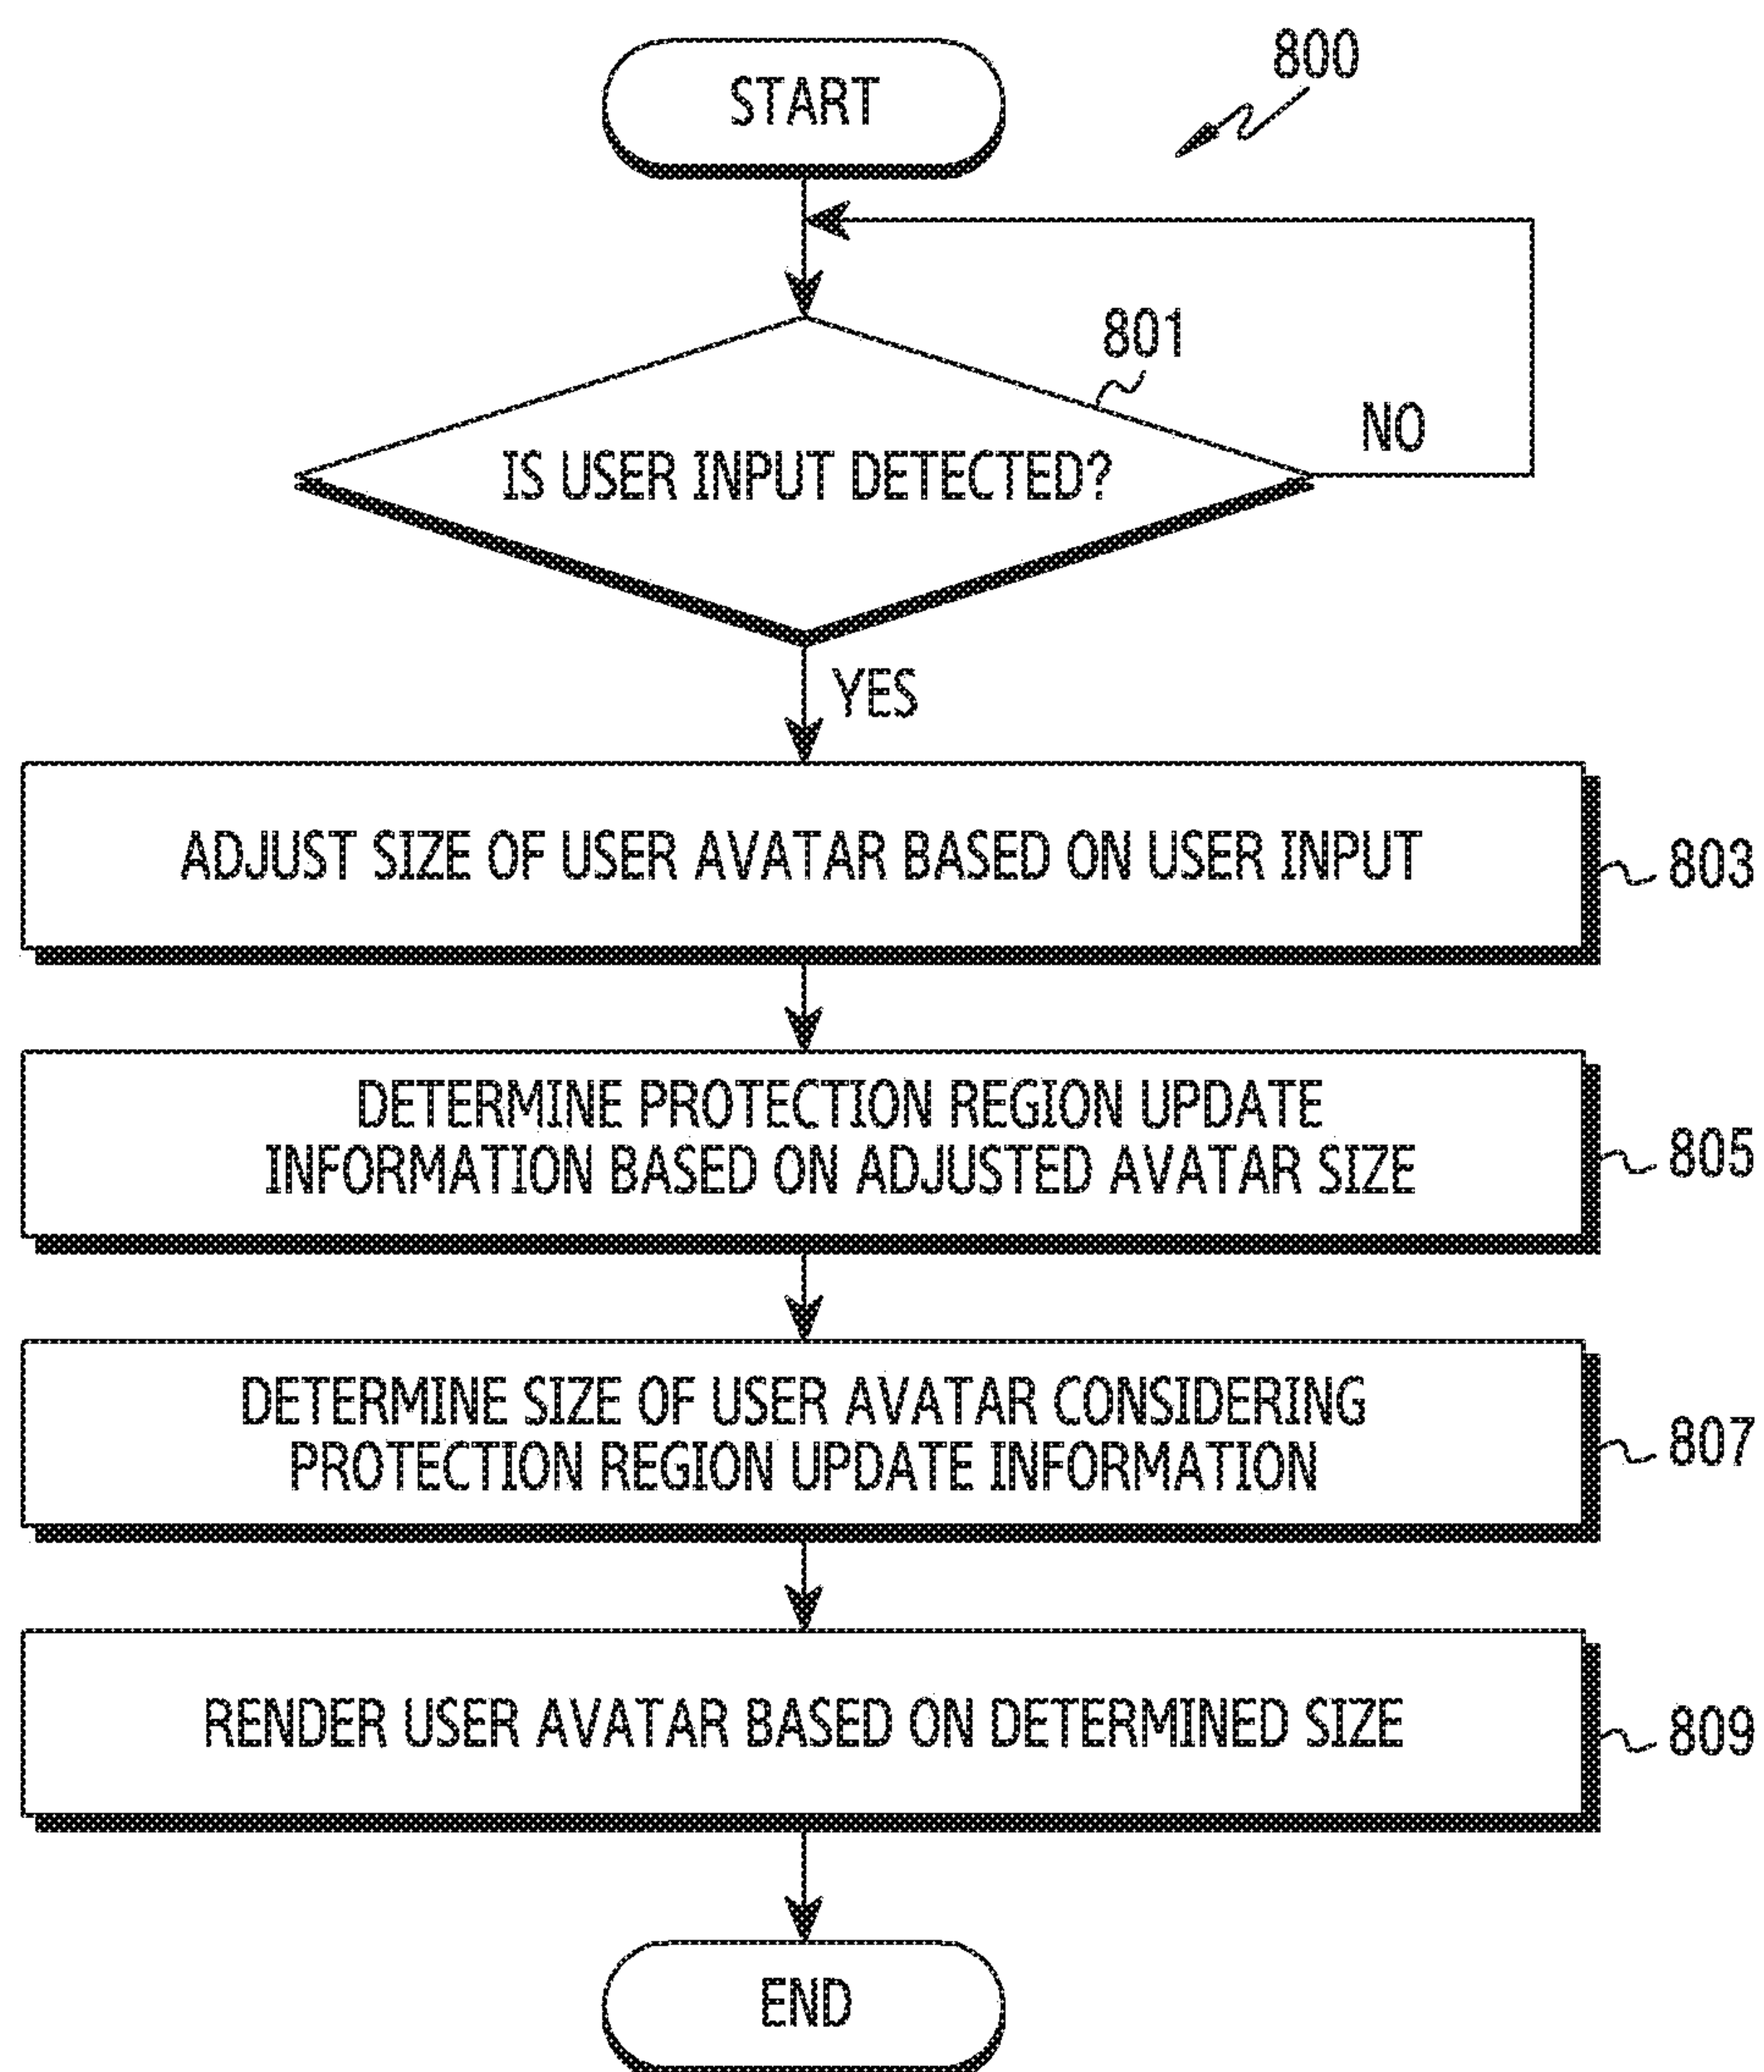 START
800
801
NO
IS USER INPUT DETECTED?
YES
ADJUST SIZE OF USER AVATAR BASED ON USER INPUT
803
DETERMINE PROTECTION REGION UPDATE
INFORMATION BASED ON ADJUSTED AVATAR SIZE
805
DETERMINE SIZE OF USER AVATAR CONSIDERING
PROTECTION REGION UPDATE INFORMATION
807
RENDER USER AVATAR BASED ON DETERMINED SIZE
809
END